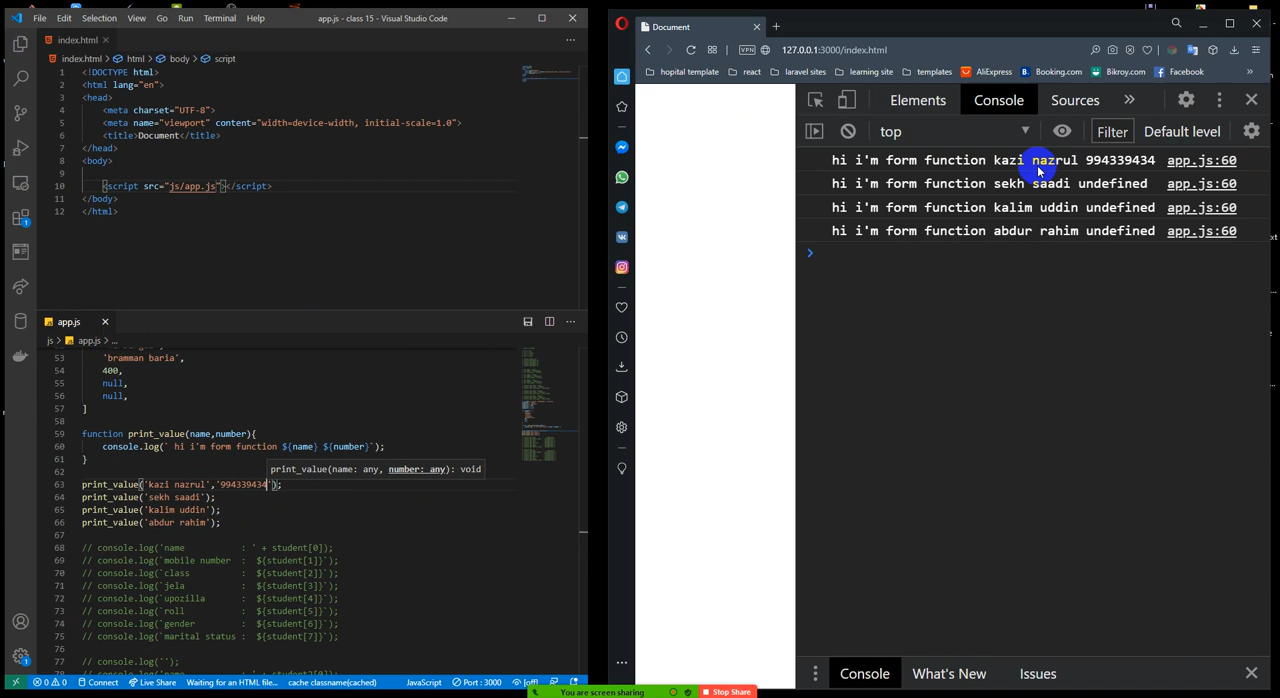 File Edit Selection View Go Run Terminal Help app.js - class 15 - Visual Studio Code
index.html
index.html > html > body > script
1 <!DOCTYPE html>
2 <html lang="en">
3 <head>
4 <meta charset="UTF-8">
5 <meta name="viewport" content="width=device-width, initial-scale=1.0">
6 <title>Document</title>
7 </head>
8 <body>
9
10 <script src="js/app.js"></script>
11 </body>
12 </html>
app.js
js > app.js > ...
53 'bramman baria',
54 400,
55 null,
56 null,
57 ]
58
59 function print_value(name,number){
60 console.log(` hi i'm form function ${name} ${number}`);
61 }
62
print_value(name: any, number: any): void
63 print_value('kazi nazrul','994339434');
64 print_value('sekh saadi');
65 print_value('kalim uddin');
66 print_value('abdur rahim');
67
68 // console.log('name : ' + student[0]);
69 // console.log(`mobile number : ${student[1]}`);
70 // console.log(`class : ${student[2]}`);
71 // console.log(`jela : ${student[3]}`);
72 // console.log(`upozilla : ${student[4]}`);
73 // console.log(`roll : ${student[5]}`);
74 // console.log(`gender : ${student[6]}`);
75 // console.log(`marital status : ${student[7]}`);
76
77 // console.log(``);
0 0 Connect Live Share Waiting for an HTML file... cache classname(cached) JavaScript Port : 3000 [off]
Document
VPN 127.0.0.1:3000/index.html
hopital template react laravel sites learning site templates AliExpress Booking.com Bikroy.com Facebook »
Elements Console Sources »
top Filter Default level
hi i'm form function kazi nazrul 994339434 app.js:60
hi i'm form function sekh saadi undefined app.js:60
hi i'm form function kalim uddin undefined app.js:60
hi i'm form function abdur rahim undefined app.js:60
Console What's New Issues
You are screen sharing Stop Share